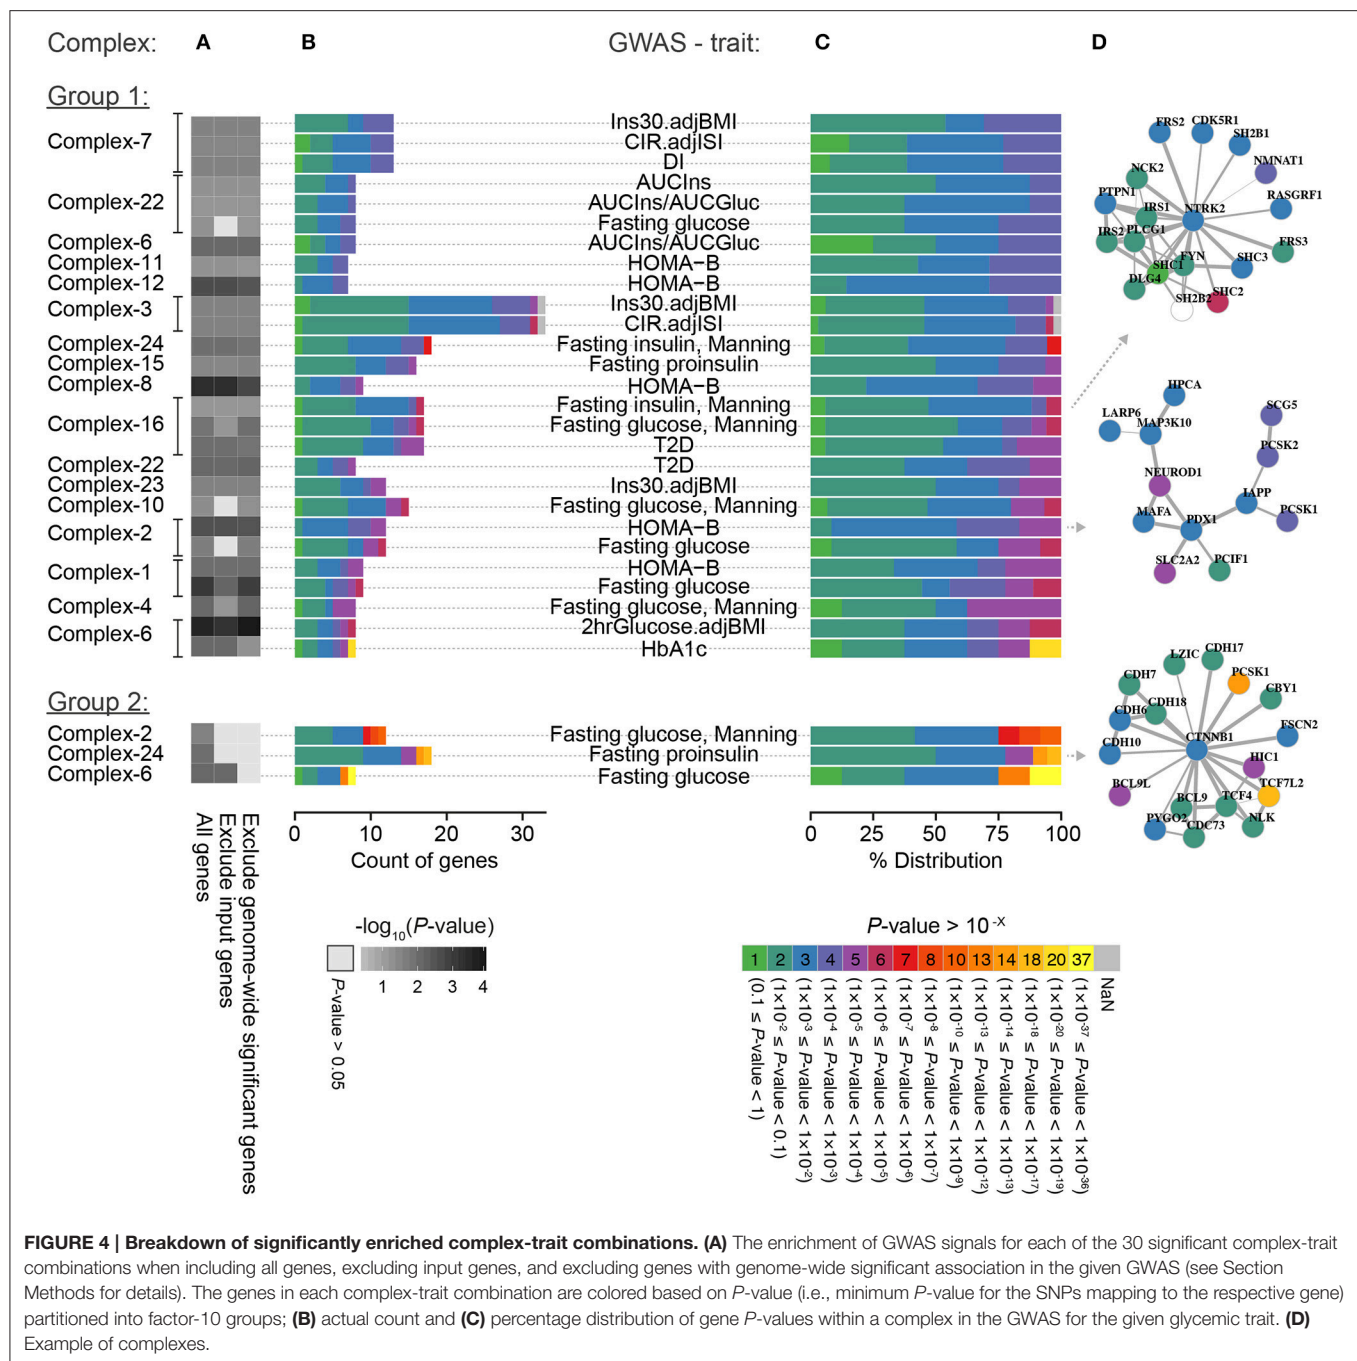 Complex: A B GWAS - trait: C D
Group 1:
Complex-7
Complex-22
Complex-6
Complex-11
Complex-12
Complex-3
Complex-24
Complex-15
Complex-8
Complex-16
Complex-22
Complex-23
Complex-10
Complex-2
Complex-1
Complex-4
Complex-6
Ins30.adjBMI
CIR.adjISI
DI
AUCIns
AUCIns/AUCGluc
Fasting glucose
AUCIns/AUCGluc
HOMA−B
HOMA−B
Ins30.adjBMI
CIR.adjISI
Fasting insulin, Manning
Fasting proinsulin
HOMA−B
Fasting insulin, Manning
Fasting glucose, Manning
T2D
T2D
Ins30.adjBMI
Fasting glucose, Manning
HOMA−B
Fasting glucose
HOMA−B
Fasting glucose
Fasting glucose, Manning
2hrGlucose.adjBMI
HbA1c
Group 2:
Complex-2
Complex-24
Complex-6
Fasting glucose, Manning
Fasting proinsulin
Fasting glucose
FRS2
CDK5R1
SH2B1
NMNAT1
NCK2
PTPN1
IRS1
NTRK2
RASGRF1
IRS2
PLCG1
FRS3
FYN
SHC1
SHC3
DLG4
SH2B2
SHC2
HPCA
LARP6
MAP3K10
SCG5
PCSK2
NEUROD1
IAPP
MAFA
PDX1
PCSK1
SLC2A2
PCIF1
LZIC
CDH17
CDH7
PCSK1
CDH18
CBY1
CDH6
CTNNB1
FSCN2
CDH10
HIC1
BCL9L
TCF7L2
BCL9
TCF4
PYGO2
CDC73
NLK
All genes
Exclude input genes
Exclude genome-wide significant genes
0 10 20 30
Count of genes
0 25 50 75 100
% Distribution
-log10(P-value)
1 2 3 4
P-value > 0.05
P-value > 10-X
1 2 3 4 5 6 7 8 10 13 14 18 20 37 NaN
(0.1 ≤ P-value < 1)
(1×10-2 ≤ P-value < 0.1)
(1×10-3 ≤ P-value < 1×10-2)
(1×10-4 ≤ P-value < 1×10-3)
(1×10-5 ≤ P-value < 1×10-4)
(1×10-6 ≤ P-value < 1×10-5)
(1×10-7 ≤ P-value < 1×10-6)
(1×10-8 ≤ P-value < 1×10-7)
(1×10-10 ≤ P-value < 1×10-9)
(1×10-13 ≤ P-value < 1×10-12)
(1×10-14 ≤ P-value < 1×10-13)
(1×10-18 ≤ P-value < 1×10-17)
(1×10-20 ≤ P-value < 1×10-19)
(1×10-37 ≤ P-value < 1×10-36)
FIGURE 4 | Breakdown of significantly enriched complex-trait combinations. (A) The enrichment of GWAS signals for each of the 30 significant complex-trait
combinations when including all genes, excluding input genes, and excluding genes with genome-wide significant association in the given GWAS (see Section
Methods for details). The genes in each complex-trait combination are colored based on P-value (i.e., minimum P-value for the SNPs mapping to the respective gene)
partitioned into factor-10 groups; (B) actual count and (C) percentage distribution of gene P-values within a complex in the GWAS for the given glycemic trait. (D)
Example of complexes.